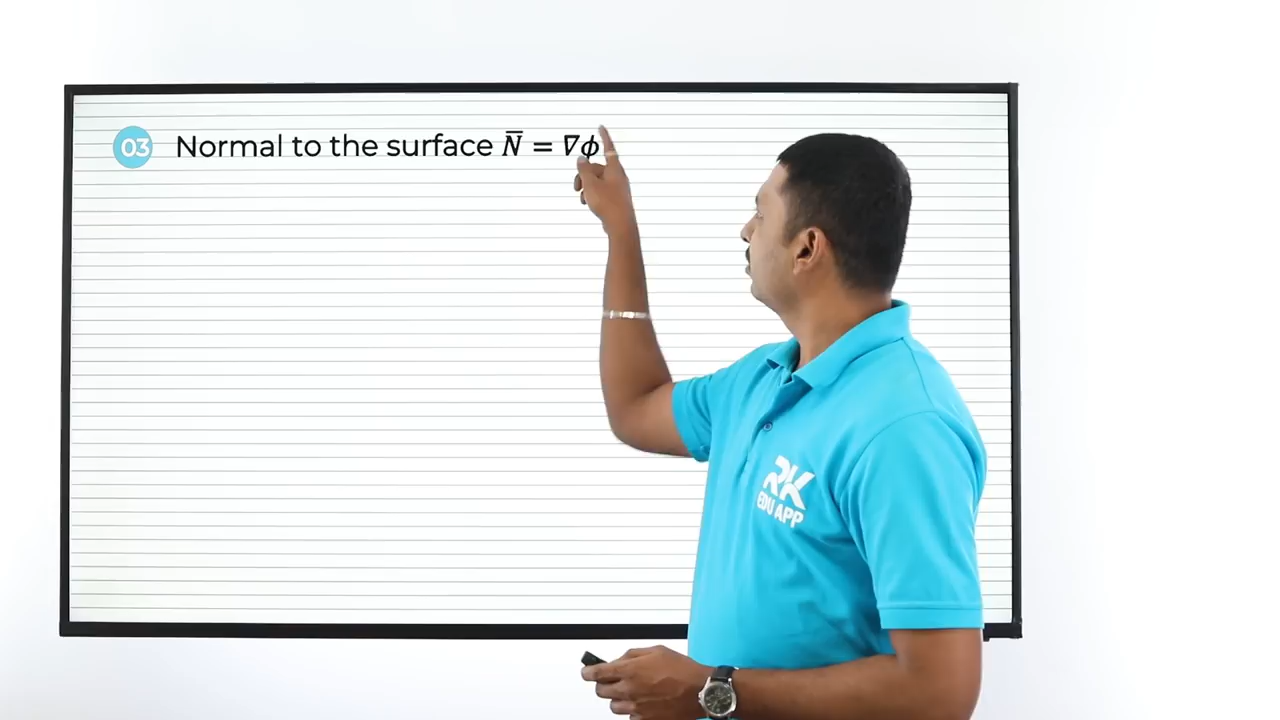 03 Normal to the surface N̅ = ∇ϕ
RK
EDU APP